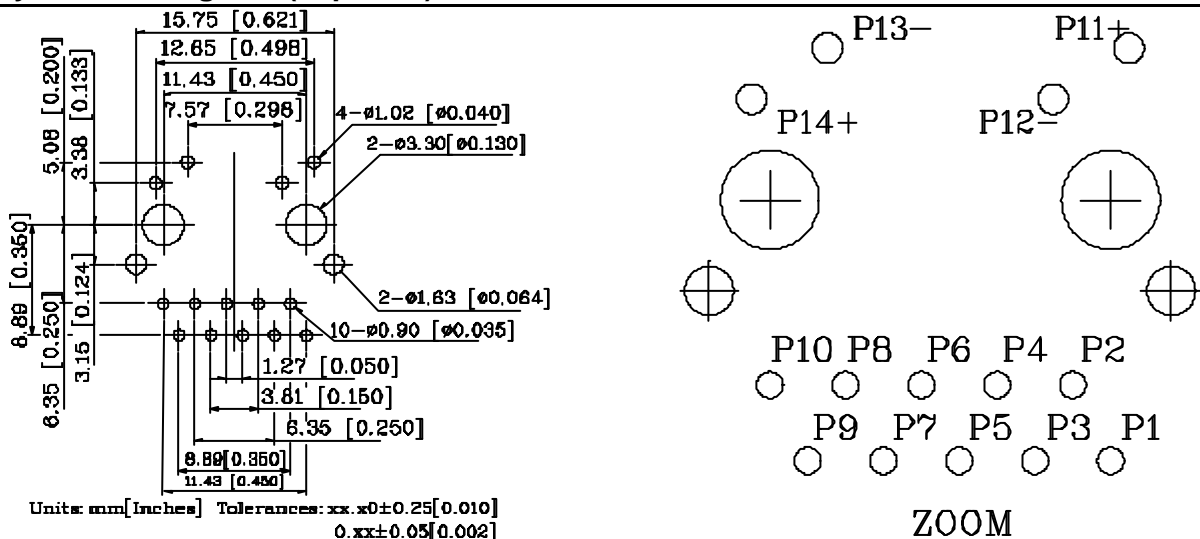 15.75 [0.621]
12.65 [0.498]
11.43 [0.450]
7.57 [0.298]
4-ø1.02 [ø0.040]
2-ø3.30[ø0.130]
5.08 [0.200]
3.38 [0.133]
8.89 [0.350]
6.35 [0.250]
3.15 [0.124]
2-ø1.63 [ø0.064]
10-ø0.90 [ø0.035]
1.27 [0.050]
3.81 [0.150]
6.35 [0.250]
8.89[0.350]
11.43 [0.450]
Units: mm[Inches] Tolerances: xx.x0±0.25[0.010]
0.xx±0.05[0.002]
P13- P11+
P14+ P12-
P10 P8 P6 P4 P2
P9 P7 P5 P3 P1
ZOOM